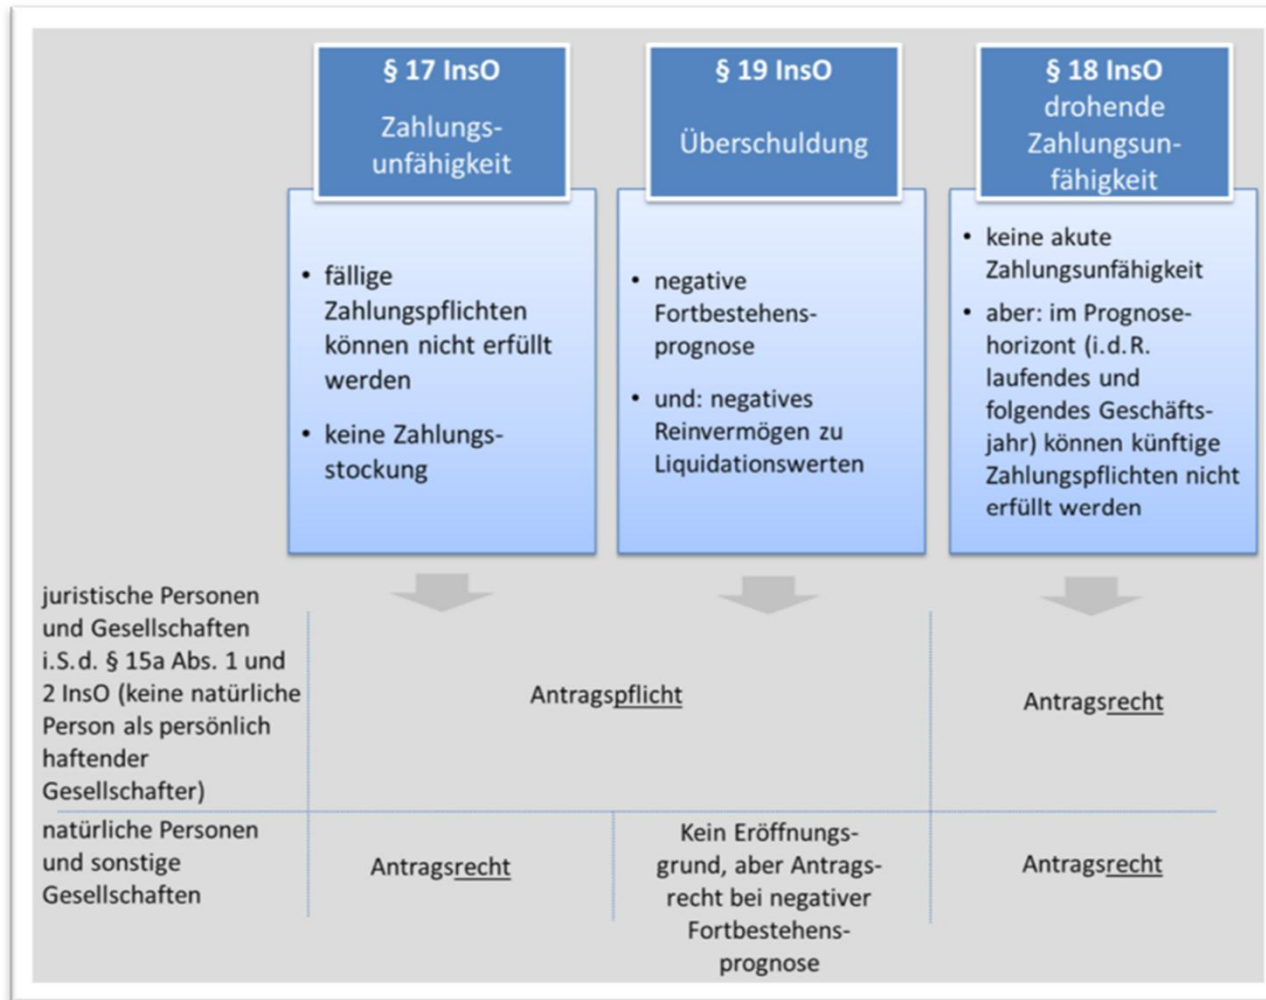 § 17 InsO
Zahlungs-
unfähigkeit
• fällige
Zahlungspflichten
können nicht erfüllt
werden
• keine Zahlungs-
stockung
§ 19 InsO
Überschuldung
• negative
Fortbestehens-
prognose
• und: negatives
Reinvermögen zu
Liquidationswerten
§ 18 InsO
drohende
Zahlungsun-
fähigkeit
• keine akute
Zahlungsunfähigkeit
• aber: im Prognose-
horizont (i.d.R.
laufendes und
folgendes Geschäfts-
jahr) können künftige
Zahlungspflichten nicht
erfüllt werden
juristische Personen
und Gesellschaften
i.S.d. § 15a Abs. 1 und
2 InsO (keine natürliche
Person als persönlich
haftender
Gesellschafter)
Antragspflicht
Antragsrecht
natürliche Personen
und sonstige
Gesellschaften
Antragsrecht
Kein Eröffnungs-
grund, aber Antrags-
recht bei negativer
Fortbestehens-
prognose
Antragsrecht